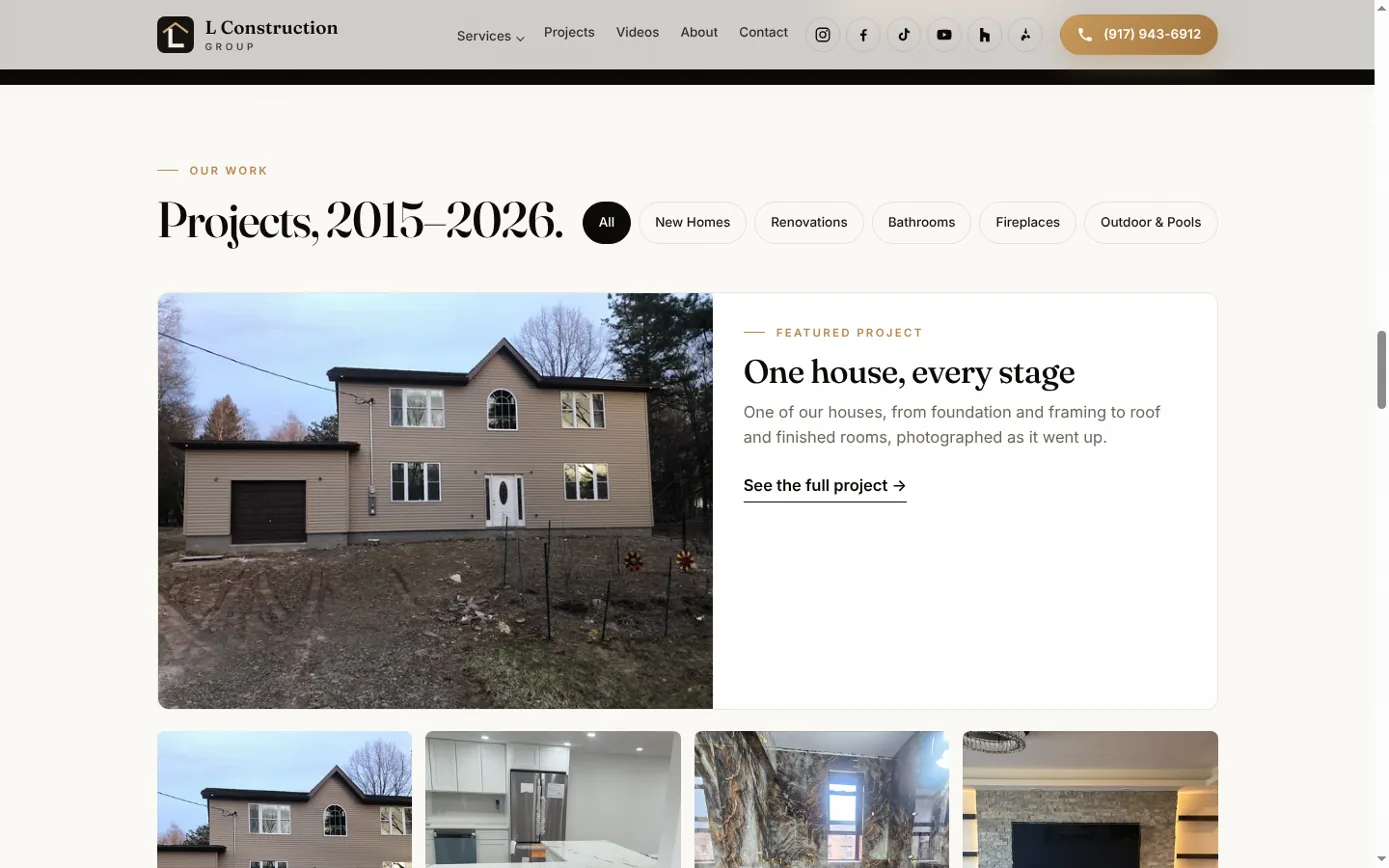 L Construction
GROUP
Services
Projects
Videos
About
Contact
(917) 943-6912
OUR WORK
Projects, 2015–2026.
All
New Homes
Renovations
Bathrooms
Fireplaces
Outdoor & Pools
FEATURED PROJECT
One house, every stage
One of our houses, from foundation and framing to roof
and finished rooms, photographed as it went up.
See the full project →